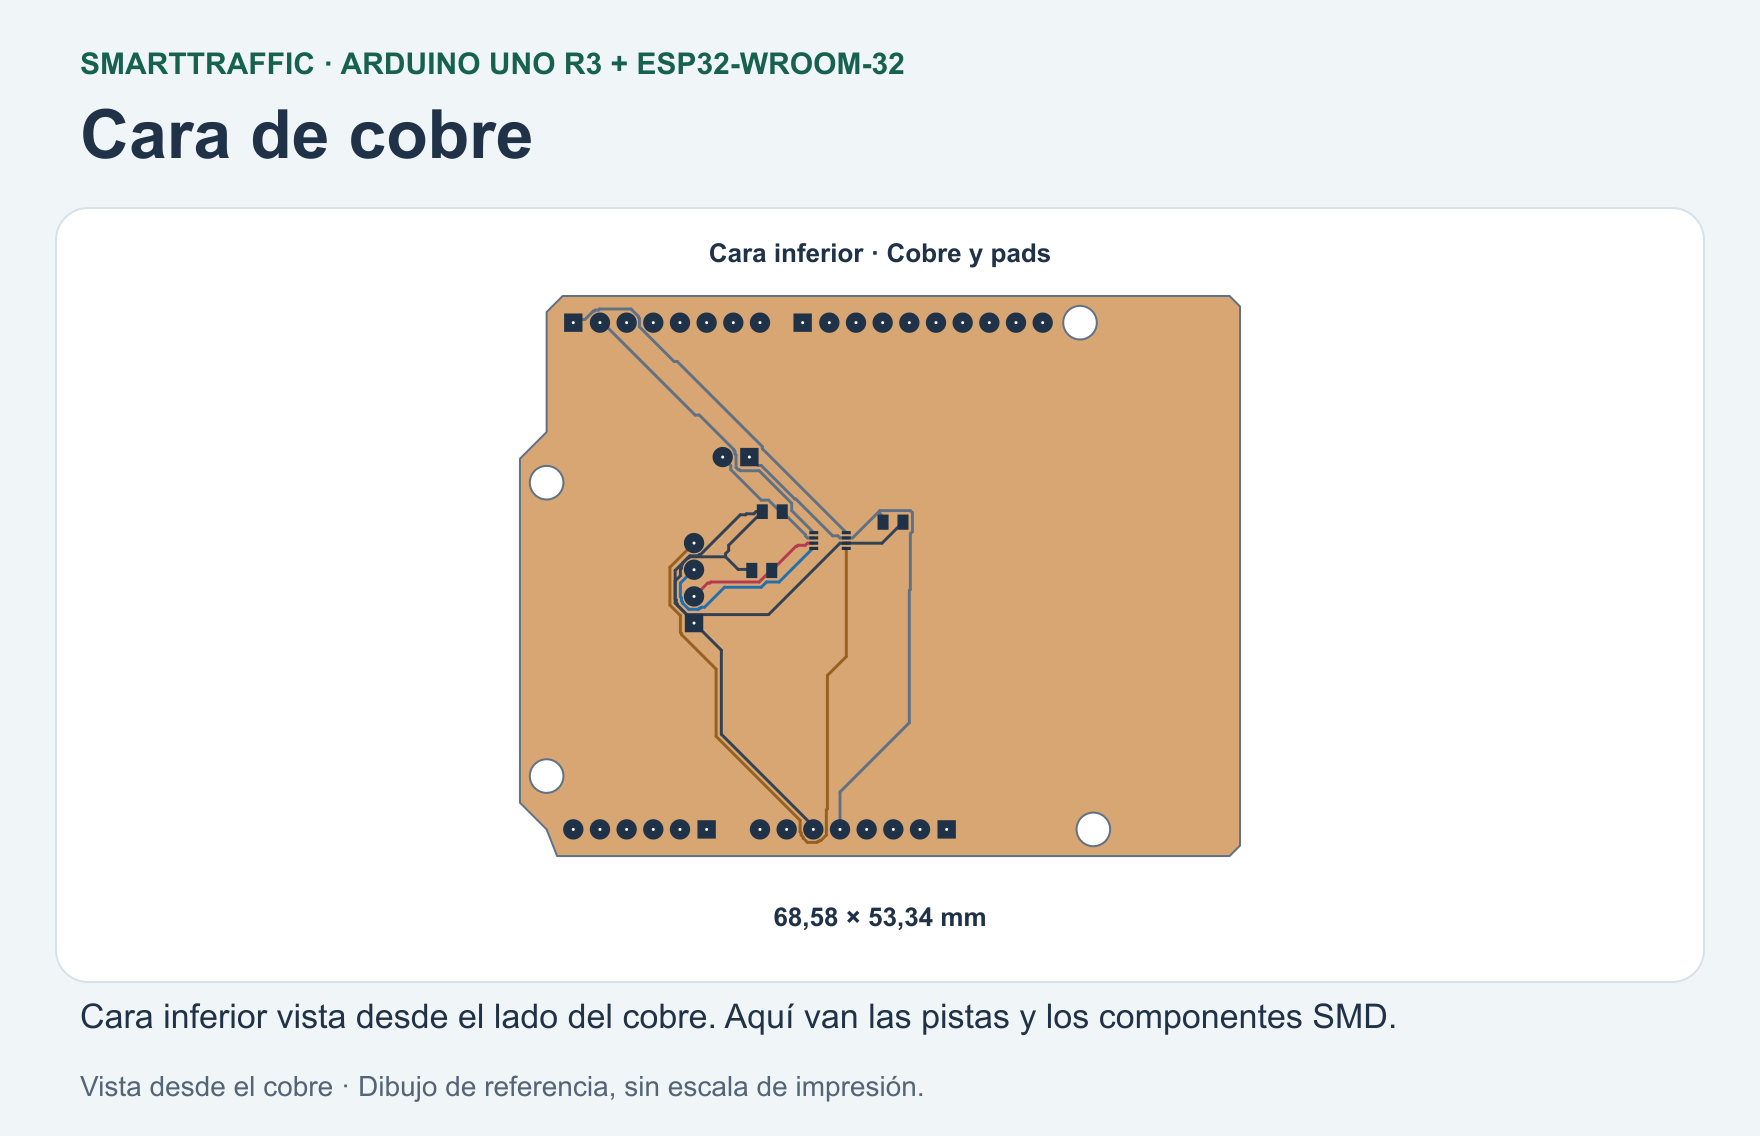 SMARTTRAFFIC · ARDUINO UNO R3 + ESP32-WROOM-32
Cara de cobre
Cara inferior · Cobre y pads
68,58 × 53,34 mm
Cara inferior vista desde el lado del cobre. Aquí van las pistas y los componentes SMD.
Vista desde el cobre · Dibujo de referencia, sin escala de impresión.